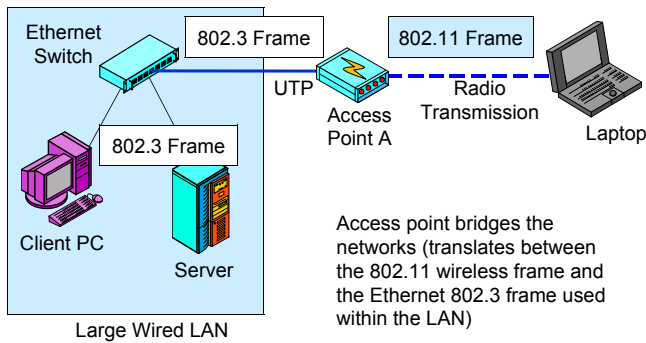 Ethernet
Switch
802.3 Frame
802.11 Frame
UTP
Radio
Transmission
Access
Point A
Laptop
802.3 Frame
Client PC
Server
Access point bridges the
networks (translates between
the 802.11 wireless frame and
the Ethernet 802.3 frame used
within the LAN)
Large Wired LAN